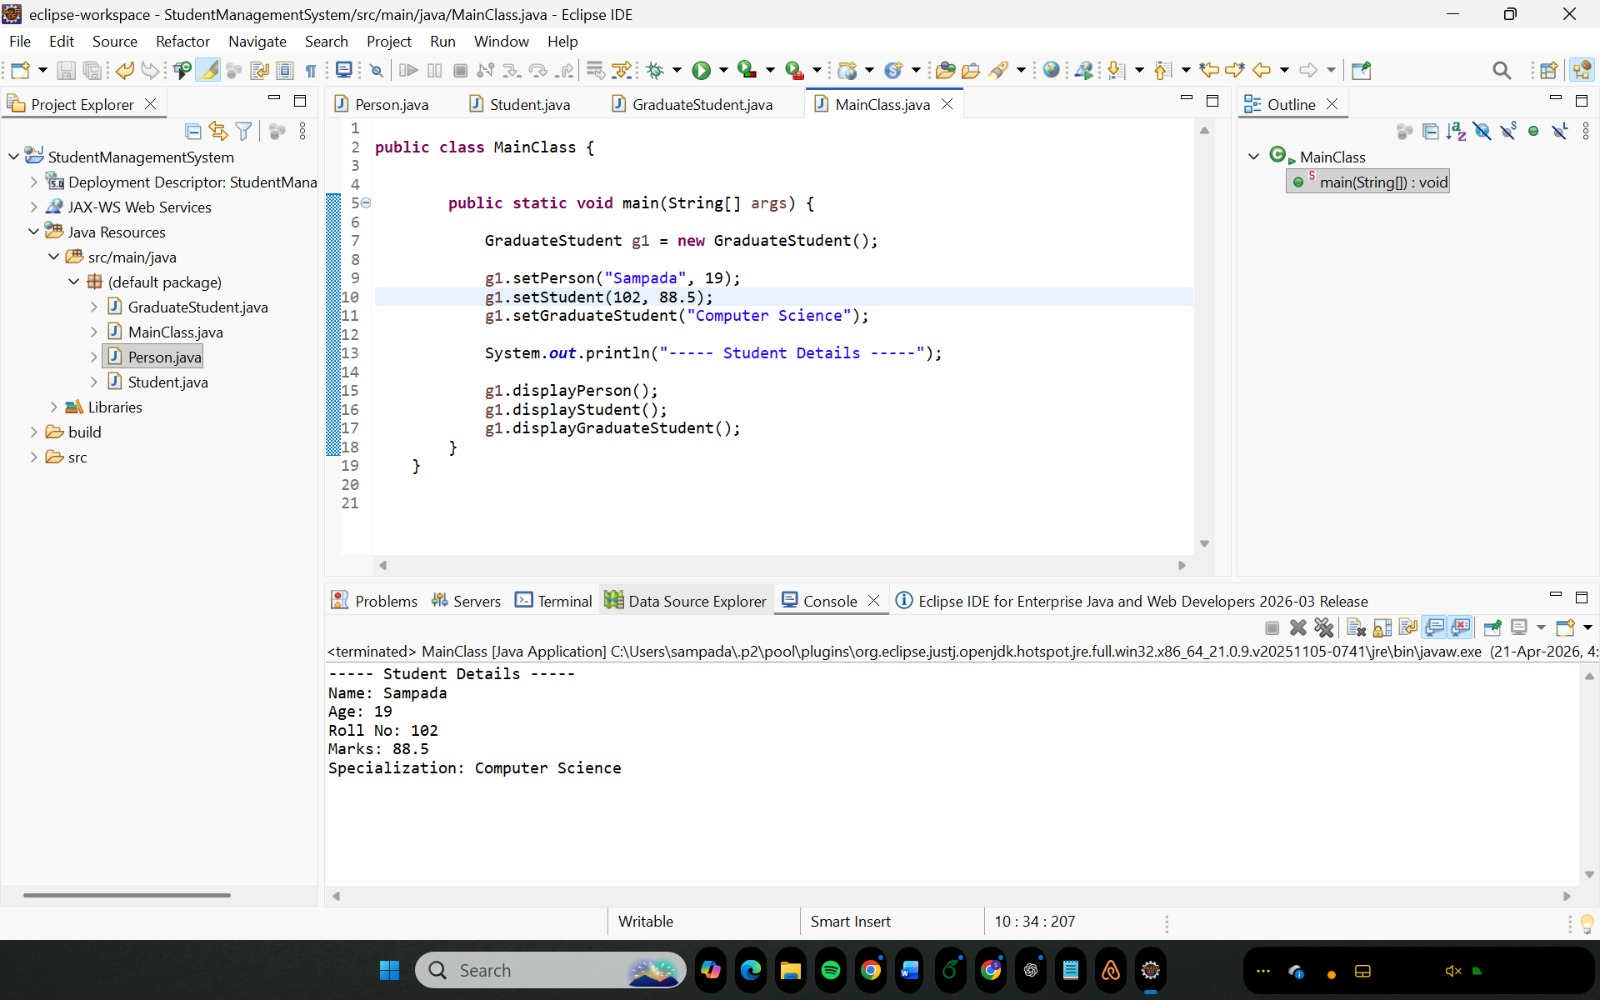 eclipse-workspace - StudentManagementSystem/src/main/java/MainClass.java - Eclipse IDE
File Edit Source Refactor Navigate Search Project Run Window Help
Project Explorer
StudentManagementSystem
Deployment Descriptor: StudentMana
JAX-WS Web Services
Java Resources
src/main/java
(default package)
GraduateStudent.java
MainClass.java
Person.java
Student.java
Libraries
build
src
Person.java Student.java GraduateStudent.java MainClass.java
1
2 public class MainClass {
3
4
5 public static void main(String[] args) {
6
7 GraduateStudent g1 = new GraduateStudent();
8
9 g1.setPerson("Sampada", 19);
10 g1.setStudent(102, 88.5);
11 g1.setGraduateStudent("Computer Science");
12
13 System.out.println("----- Student Details -----");
14
15 g1.displayPerson();
16 g1.displayStudent();
17 g1.displayGraduateStudent();
18 }
19 }
20
21
Outline
MainClass
main(String[]) : void
Problems Servers Terminal Data Source Explorer Console Eclipse IDE for Enterprise Java and Web Developers 2026-03 Release
<terminated> MainClass [Java Application] C:\Users\sampada\.p2\pool\plugins\org.eclipse.justj.openjdk.hotspot.jre.full.win32.x86_64_21.0.9.v20251105-0741\jre\bin\javaw.exe (21-Apr-2026, 4:
----- Student Details -----
Name: Sampada
Age: 19
Roll No: 102
Marks: 88.5
Specialization: Computer Science
Writable Smart Insert 10 : 34 : 207
Search